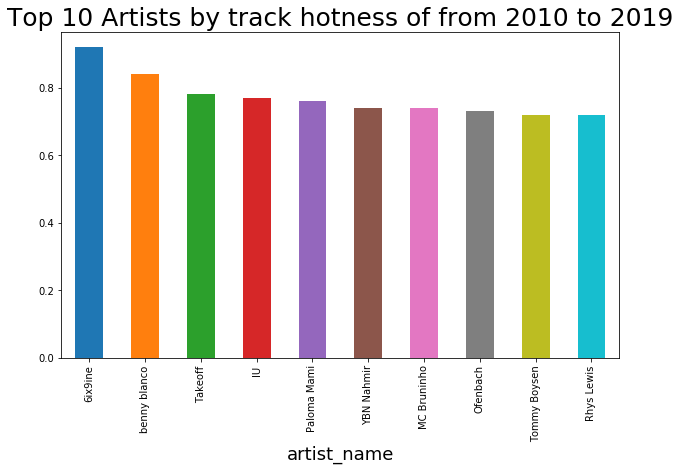 Top 10 Artists by track hotness of from 2010 to 2019
0.8
0.6
0.4
0.2
0.0
6ix9ine
benny blanco
Takeoff
IU
Paloma Mami
YBN Nahmir
MC Bruninho
Ofenbach
Tommy Boysen
Rhys Lewis
artist_name